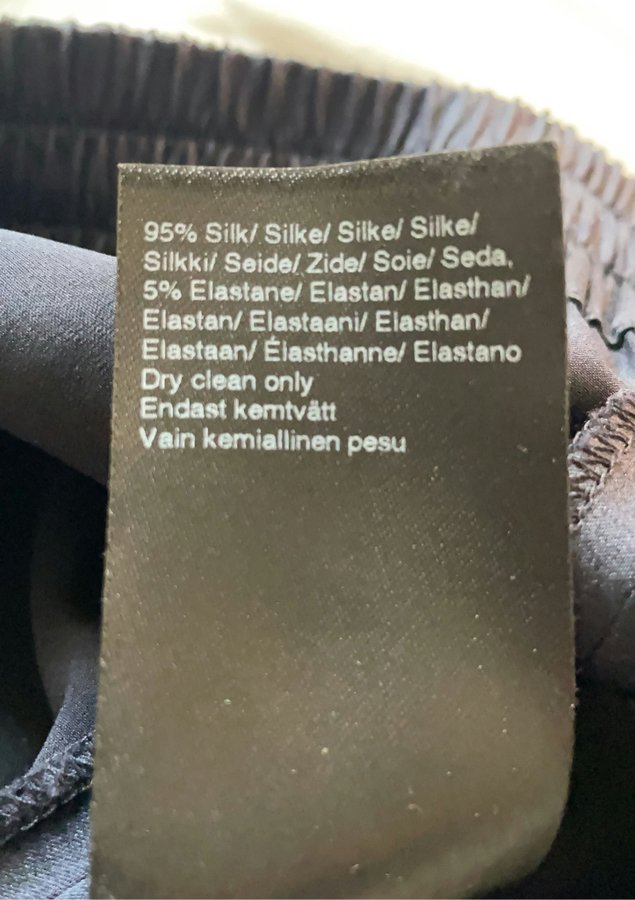 95% Silk/ Silke/ Silke/ Silke/
Silkki/ Seide/ Zide/ Soie/ Seda,
5% Elastane/ Elastan/ Elasthan/
Elastan/ Elastaani/ Elasthan/
Elastaan/ Élasthanne/ Elastano
Dry clean only
Endast kemtvätt
Vain kemiallinen pesu